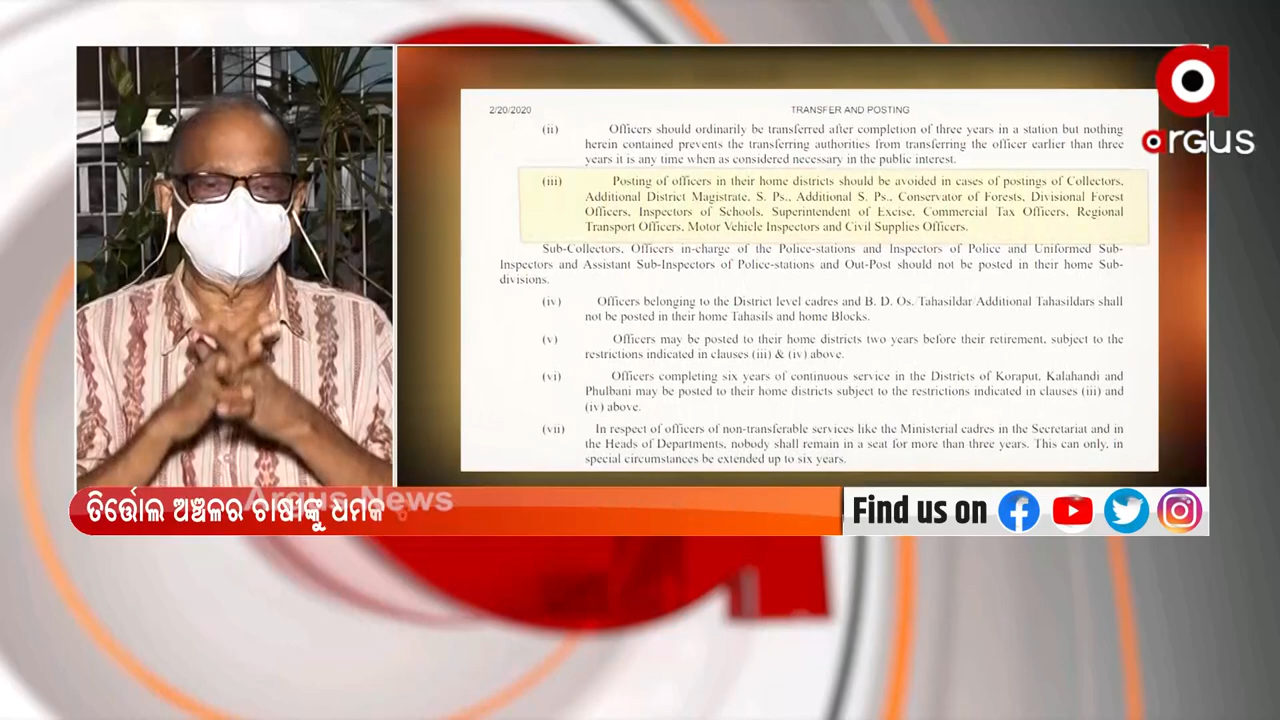 2/20/2020 TRANSFER AND POSTING
(ii) Officers should ordinarily be transferred after completion of three years in a station but nothing
herein contained prevents the transferring authorities from transferring the officer earlier than three
years it is any time when as considered necessary in the public interest.
(iii) Posting of officers in their home districts should be avoided in cases of postings of Collectors,
Additional District Magistrate, S. Ps., Additional S. Ps., Conservator of Forests, Divisional Forest
Officers, Inspectors of Schools, Superintendent of Excise, Commercial Tax Officers, Regional
Transport Officers, Motor Vehicle Inspectors and Civil Supplies Officers.
Sub-Collectors, Officers in-charge of the Police-stations and Inspectors of Police and Uniformed Sub-
Inspectors and Assistant Sub-Inspectors of Police-stations and Out-Post should not be posted in their home Sub-
divisions.
(iv) Officers belonging to the District level cadres and B. D. Os./Tahasildar/Additional Tahasildars shall
not be posted in their home Tahasils and home Blocks.
(v) Officers may be posted to their home districts two years before their retirement, subject to the
restrictions indicated in clauses (iii) & (iv) above.
(vi) Officers completing six years of continuous service in the Districts of Koraput, Kalahandi and
Phulbani may be posted to their home districts subject to the restrictions indicated in clauses (iii) and
(iv) above.
(vii) In respect of officers of non-transferable services like the Ministerial cadres in the Secretariat and in
the Heads of Departments, nobody shall remain in a seat for more than three years. This can only, in
special circumstances be extended up to six years.
argus
Argus News
ତିର୍ତ୍ତୋଲ ଅଞ୍ଚଳର ଚାଷୀଙ୍କୁ ଧମକ
Find us on